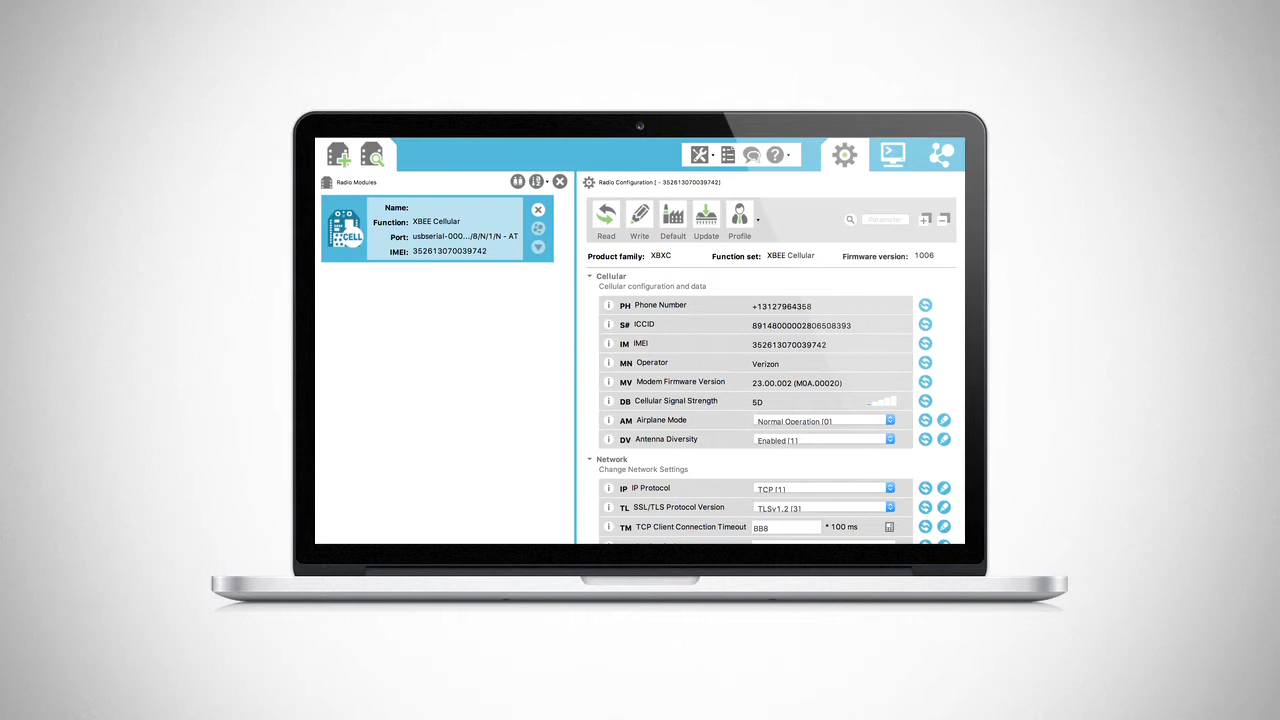 Radio Modules
Name:
Function: XBEE Cellular
Port: usbserial-000.../8/N/1/N - AT
IMEI: 352613070039742
CELL
Radio Configuration [ - 352613070039742]
Read Write Default Update Profile
Parameter
Product family: XBXC Function set: XBEE Cellular Firmware version: 1006
Cellular
Cellular configuration and data
i PH Phone Number +13127964358
i S# ICCID 89148000002806508393
i IM IMEI 352613070039742
i MN Operator Verizon
i MV Modem Firmware Version 23.00.002 (M0A.00020)
i DB Cellular Signal Strength 5D
i AM Airplane Mode Normal Operation [0]
i DV Antenna Diversity Enabled [1]
Network
Change Network Settings
i IP IP Protocol TCP [1]
i TL SSL/TLS Protocol Version TLSv1.2 [3]
i TM TCP Client Connection Timeout BB8 * 100 ms